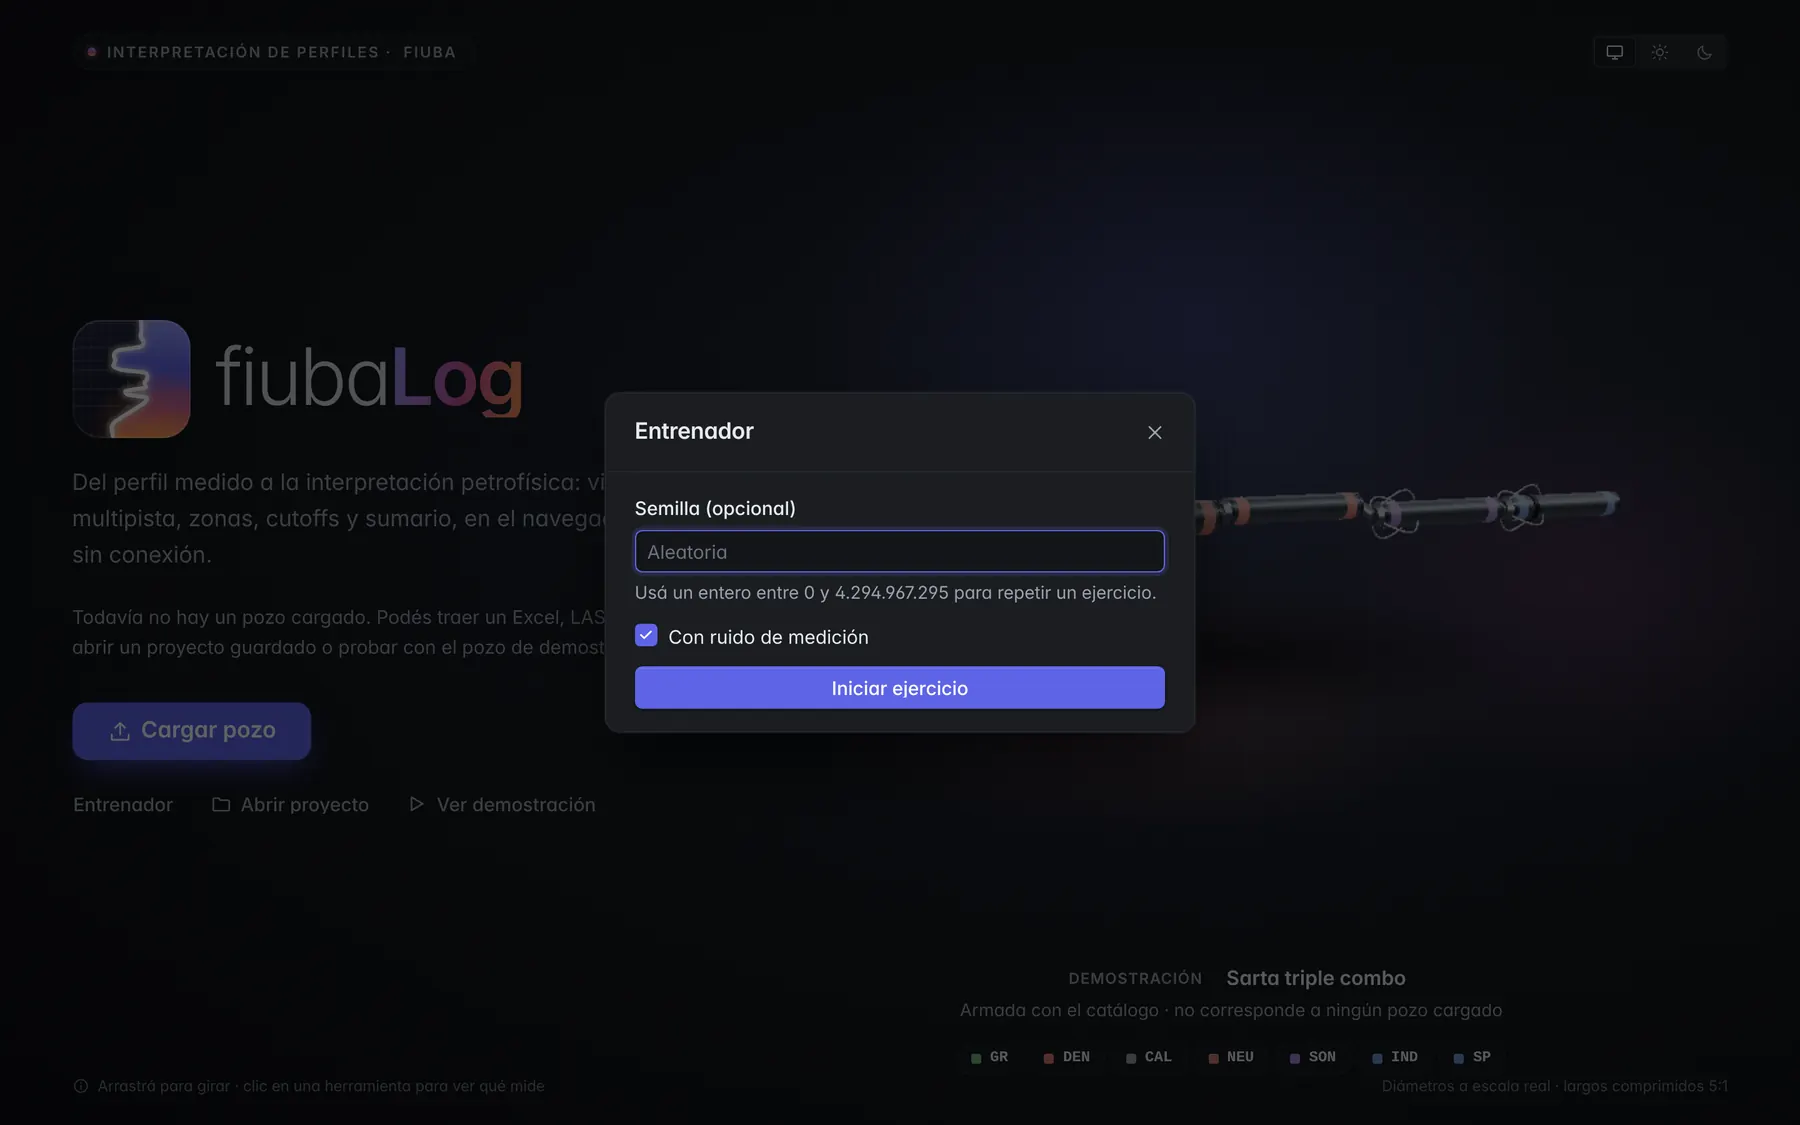 INTERPRETACIÓN DE PERFILES · FIUBA
fiubaLog
Del perfil medido a la interpretación petrofísica:
multipista, zonas, cutoffs y sumario, en el
sin conexión.
Todavía no hay un pozo cargado. Podés traer un Excel, LAS
abrir un proyecto guardado o probar con el pozo de
Cargar pozo
Entrenador
Abrir proyecto
Ver demostración
Entrenador
Semilla (opcional)
Aleatoria
Usá un entero entre 0 y 4.294.967.295 para repetir un ejercicio.
Con ruido de medición
Iniciar ejercicio
DEMOSTRACIÓN Sarta triple combo
Armada con el catálogo · no corresponde a ningún pozo cargado
GR DEN CAL NEU SON IND SP
Arrastrá para girar · clic en una herramienta para ver qué mide
Diámetros a escala real · largos comprimidos 5:1